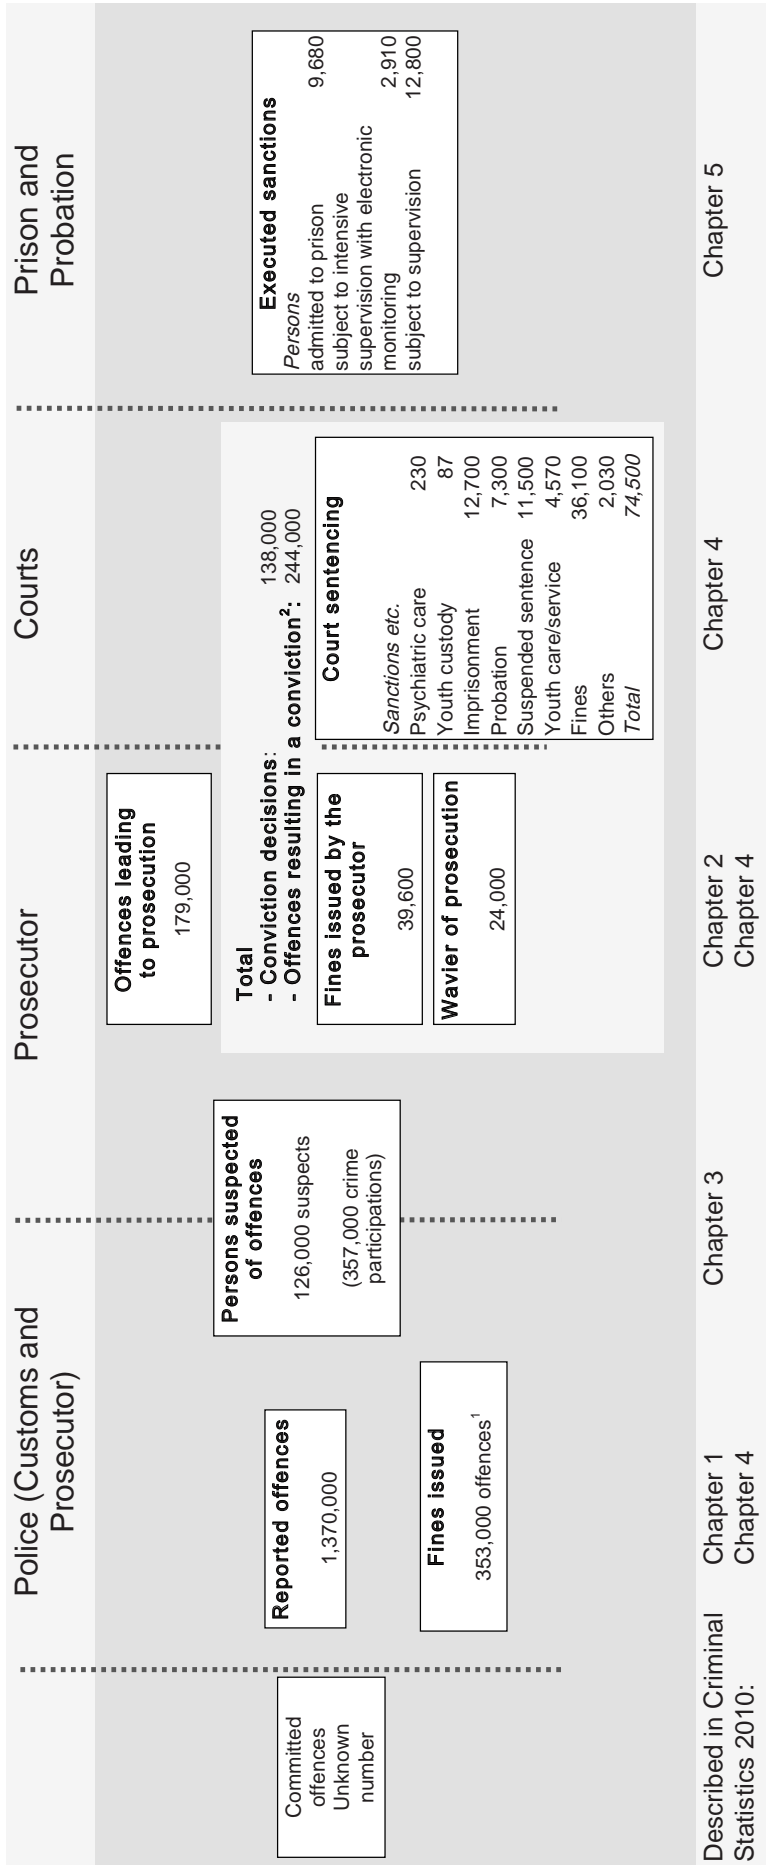 Police (Customs and
Prosecutor)
Prosecutor
Courts
Prison and
Probation
Committed
offences
Unknown
number
Reported offences
1,370,000
Fines issued
353,000 offences¹
Persons suspected
of offences
126,000 suspects
(357,000 crime
participations)
Offences leading
to prosecution
179,000
Total
- Conviction decisions: 138,000
- Offences resulting in a conviction²: 244,000
Fines issued by the
prosecutor
39,600
Wavier of prosecution
24,000
Court sentencing
Sanctions etc.
Psychiatric care 230
Youth custody 87
Imprisonment 12,700
Probation 7,300
Suspended sentence 11,500
Youth care/service 4,570
Fines 36,100
Others 2,030
Total 74,500
Executed sanctions
Persons
admitted to prison 9,680
subject to intensive
supervision with electronic
monitoring 2,910
subject to supervision 12,800
Described in Criminal
Statistics 2010:
Chapter 1
Chapter 4
Chapter 3
Chapter 2
Chapter 4
Chapter 4
Chapter 5